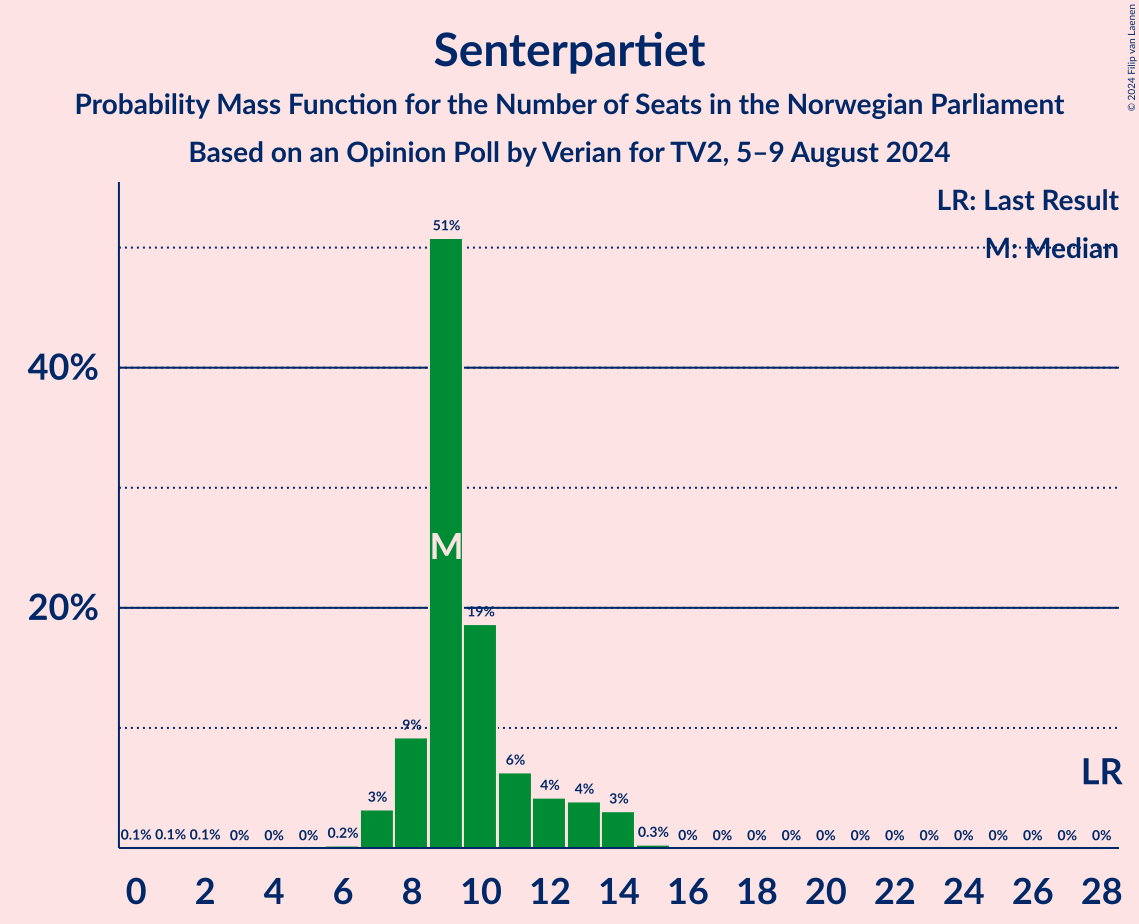 Senterpartiet
Probability Mass Function for the Number of Seats in the Norwegian Parliament
Based on an Opinion Poll by Verian for TV2, 5–9 August 2024
© 2024 Filip van Laenen
LR: Last Result
M: Median
40%
20%
0.1% 0.1% 0.1% 0% 0% 0% 0.2% 3% 9% 51% 19% 6% 4% 4% 3% 0.3% 0% 0% 0% 0% 0% 0% 0% 0% 0% 0% 0% 0% 0%
M
LR
0 2 4 6 8 10 12 14 16 18 20 22 24 26 28